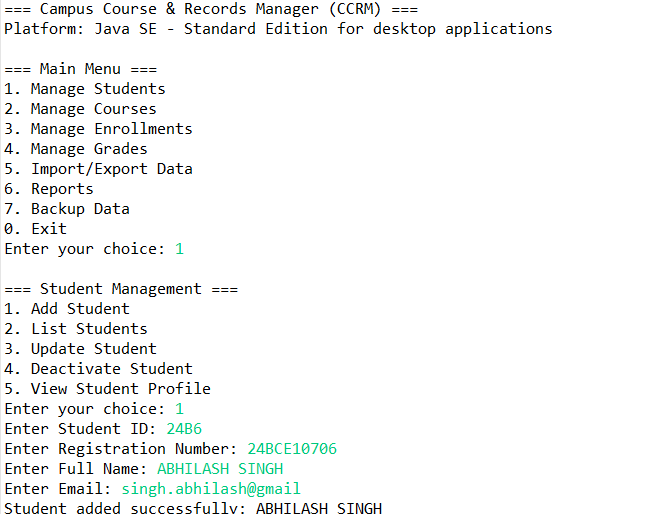 === Campus Course & Records Manager (CCRM) ===
Platform: Java SE - Standard Edition for desktop applications
=== Main Menu ===
1. Manage Students
2. Manage Courses
3. Manage Enrollments
4. Manage Grades
5. Import/Export Data
6. Reports
7. Backup Data
0. Exit
Enter your choice: 1
=== Student Management ===
1. Add Student
2. List Students
3. Update Student
4. Deactivate Student
5. View Student Profile
Enter your choice: 1
Enter Student ID: 24B6
Enter Registration Number: 24BCE10706
Enter Full Name: ABHILASH SINGH
Enter Email: singh.abhilash@gmail
Student added successfully: ABHILASH SINGH